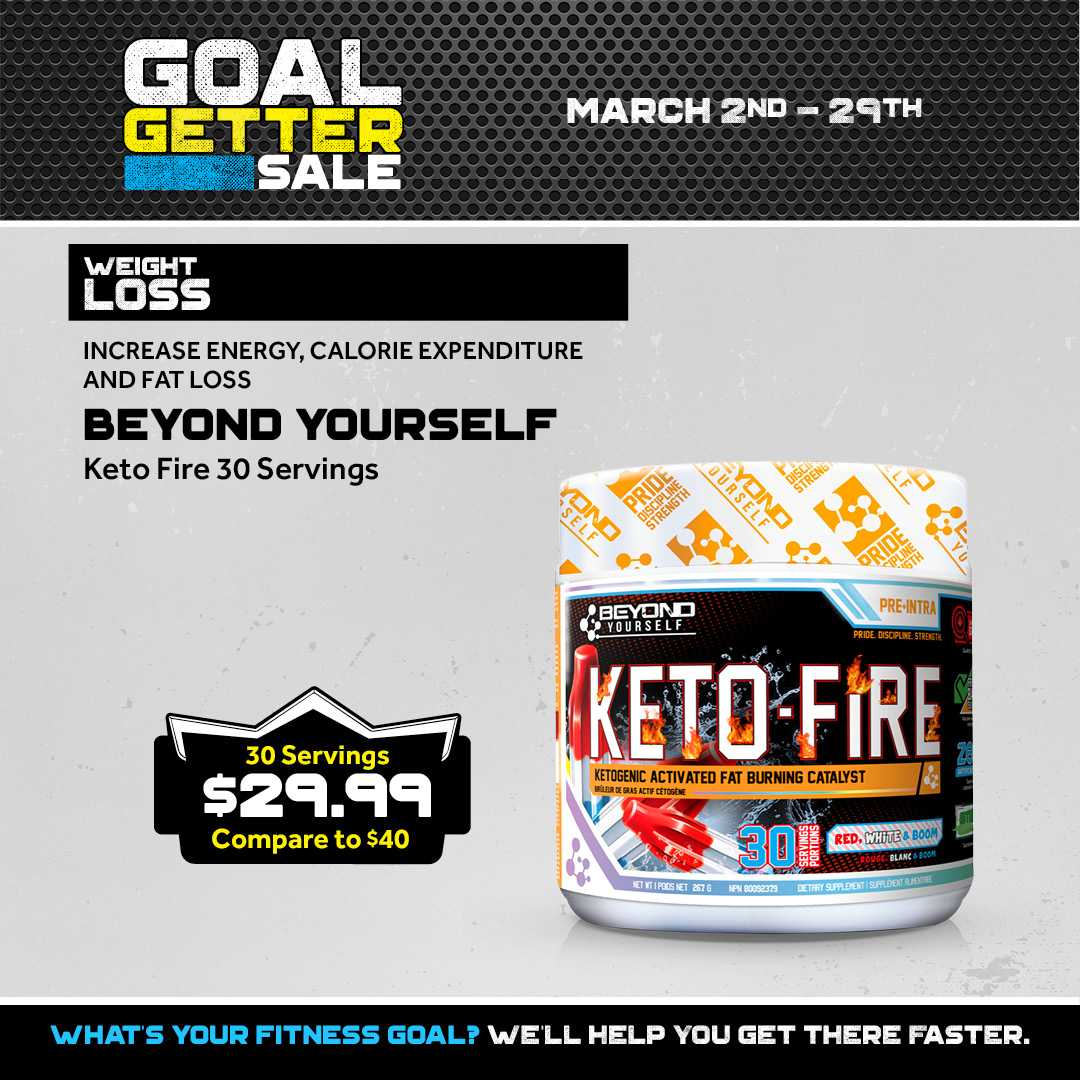 GOAL
GETTER
SALE
MARCH 2ND – 29TH
WEIGHT
LOSS
INCREASE ENERGY, CALORIE EXPENDITURE
AND FAT LOSS
BEYOND YOURSELF
Keto Fire 30 Servings
30 Servings
$29.99
Compare to $40
BEYOND
YOURSELF
PRIDE
DISCIPLINE
STRENGTH
BEYOND
YOURSELF
PRE+INTRA
PRIDE. DISCIPLINE. STRENGTH.
KETO-FIRE
KETOGENIC ACTIVATED FAT BURNING CATALYST
BRÛLEUR DE GRAS ACTIF CÉTOGÈNE
30 SERVINGS PORTIONS
RED, WHITE & BOOM
ROUGE, BLANC & BOOM
NET WT | POIDS NET 267 G NPN 80092379 DIETARY SUPPLEMENT | SUPPLÉMENT ALIMENTAIRE
WHAT'S YOUR FITNESS GOAL? WE'LL HELP YOU GET THERE FASTER.